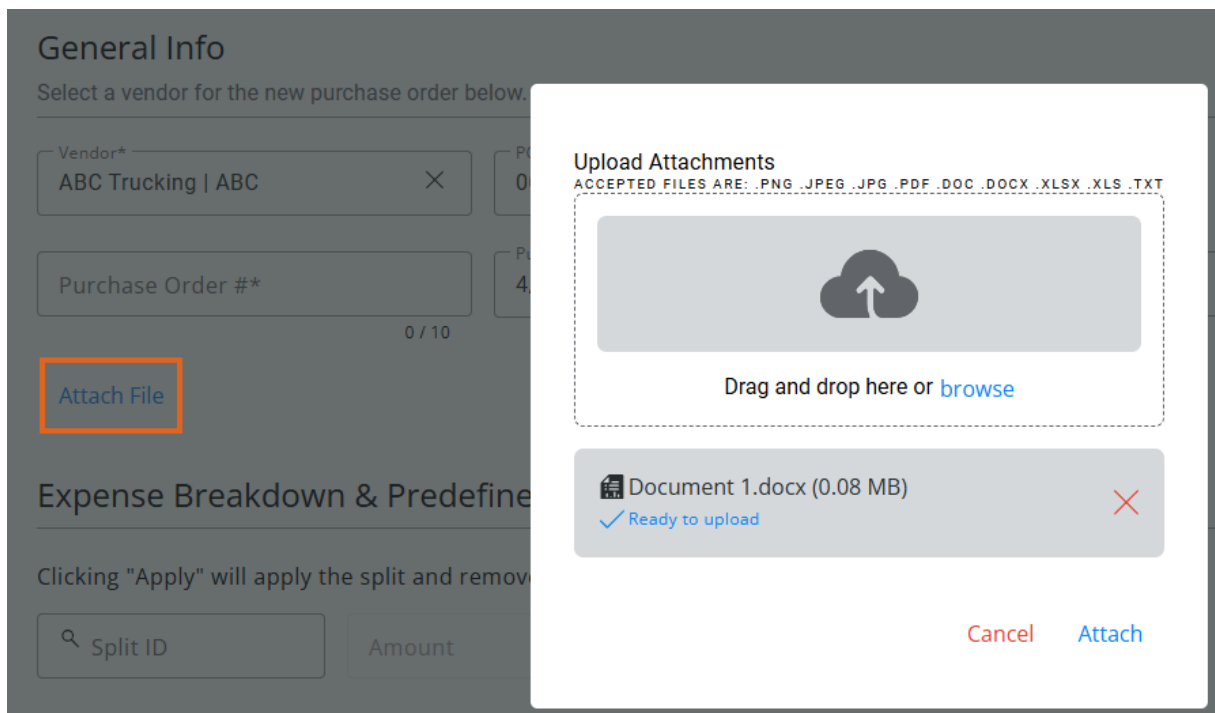 General Info
Select a vendor for the new purchase order below.
Vendor*
ABC Trucking | ABC
Purchase Order #*
0 / 10
Attach File
Expense Breakdown & Predefine
Clicking "Apply" will apply the split and remov
Split ID
Amount
Upload Attachments
ACCEPTED FILES ARE: .PNG .JPEG .JPG .PDF .DOC .DOCX .XLSX .XLS .TXT
Drag and drop here or browse
Document 1.docx (0.08 MB)
Ready to upload
Cancel Attach